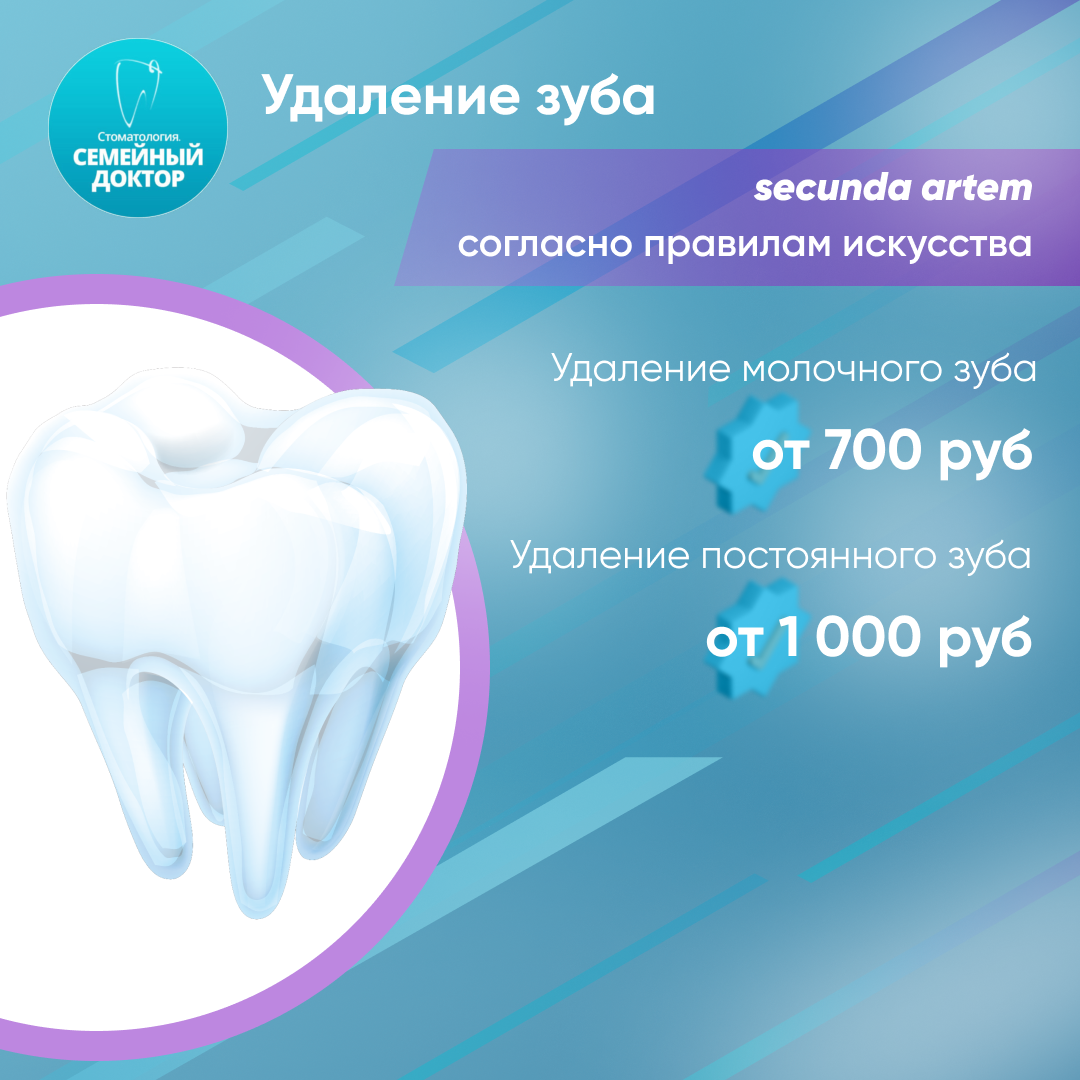 Стоматология.
СЕМЕЙНЫЙ
ДОКТОР
Удаление зуба
secunda artem
согласно правилам искусства
Удаление молочного зуба
от 700 руб
Удаление постоянного зуба
от 1 000 руб